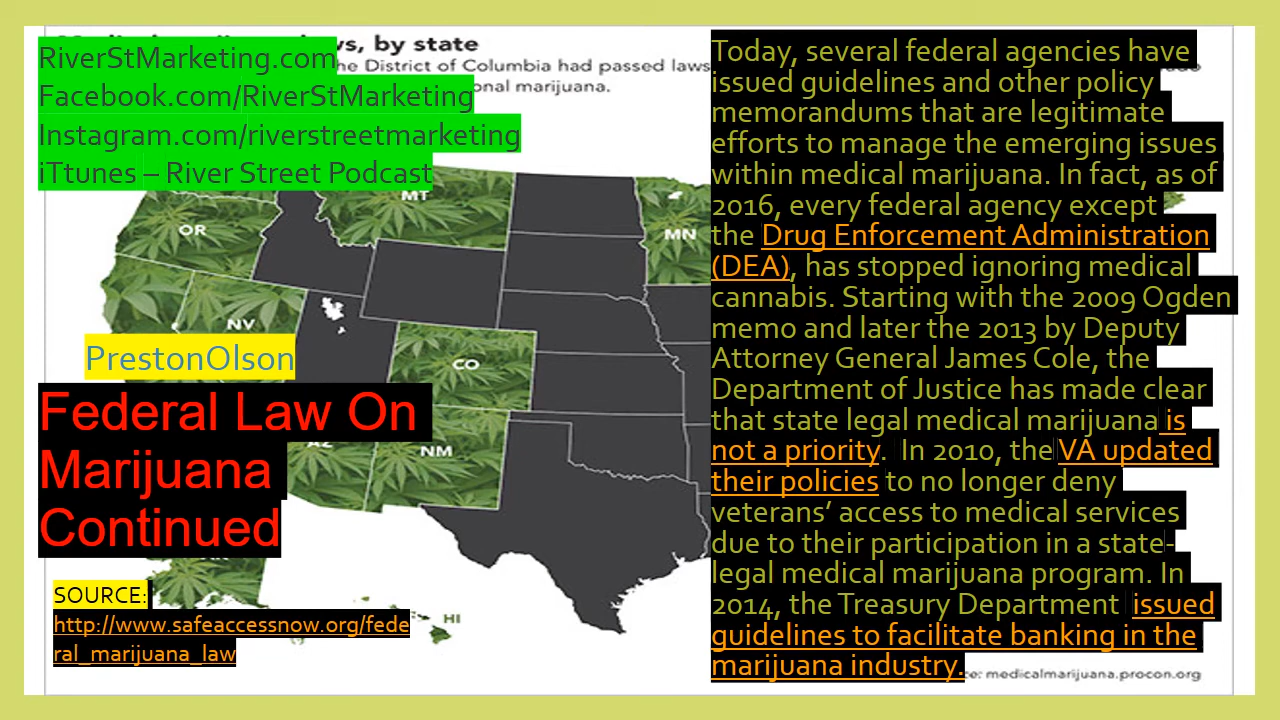 s, by state
the District of Columbia had passed laws
onal marijuana.
RiverStMarketing.com
Facebook.com/RiverStMarketing
Instagram.com/riverstreetmarketing
iTtunes – River Street Podcast
MT
OR
MN
NV
CO
AZ
NM
HI
PrestonOlson
Federal Law On
Marijuana
Continued
SOURCE:
http://www.safeaccessnow.org/fede
ral_marijuana_law
Today, several federal agencies have
issued guidelines and other policy
memorandums that are legitimate
efforts to manage the emerging issues
within medical marijuana. In fact, as of
2016, every federal agency except
the Drug Enforcement Administration
(DEA), has stopped ignoring medical
cannabis. Starting with the 2009 Ogden
memo and later the 2013 by Deputy
Attorney General James Cole, the
Department of Justice has made clear
that state legal medical marijuana is
not a priority.  In 2010, the VA updated
their policies to no longer deny
veterans’ access to medical services
due to their participation in a state-
legal medical marijuana program. In
2014, the Treasury Department  issued
guidelines to facilitate banking in the
marijuana industry.
: medicalmarijuana.procon.org